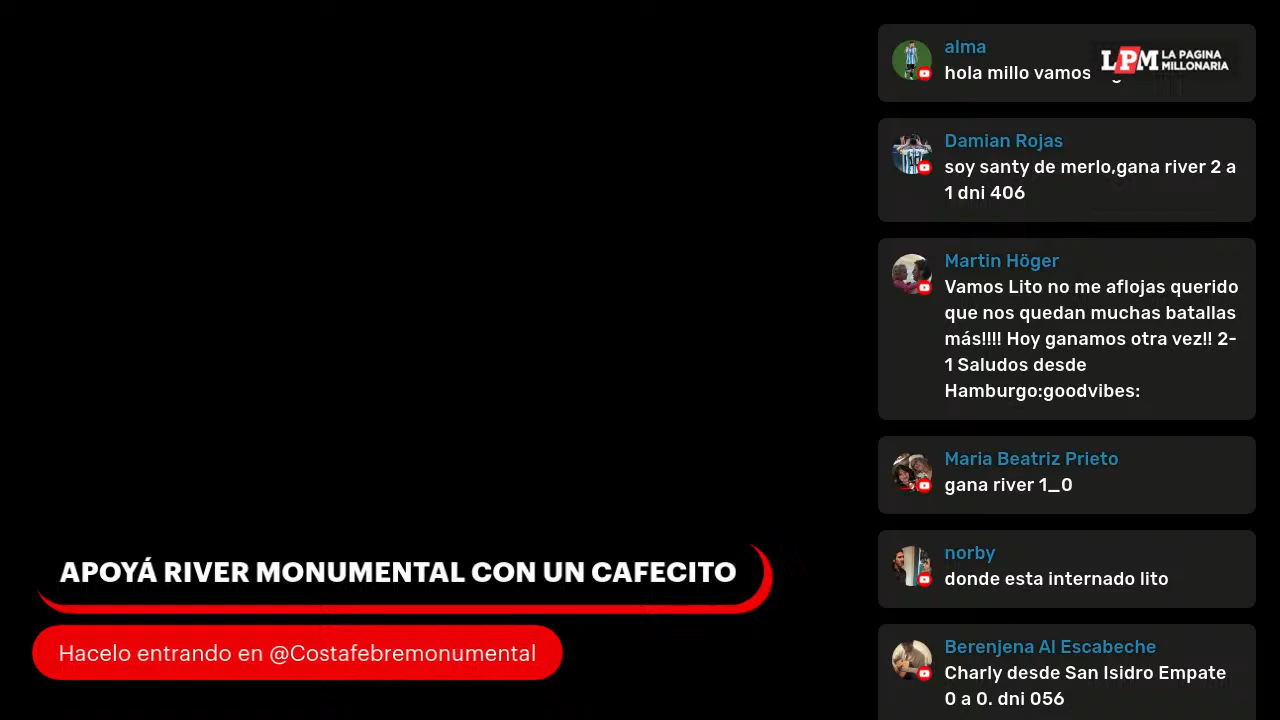 alma
hola millo vamos
LPM LA PAGINA
MILLONARIA
Damian Rojas
soy santy de merlo,gana river 2 a
1 dni 406
Martin Höger
Vamos Lito no me aflojas querido
que nos quedan muchas batallas
más!!!! Hoy ganamos otra vez!! 2-
1 Saludos desde
Hamburgo:goodvibes:
Maria Beatriz Prieto
gana river 1_0
norby
donde esta internado lito
Berenjena Al Escabeche
Charly desde San Isidro Empate
0 a 0. dni 056
APOYÁ RIVER MONUMENTAL CON UN CAFECITO
Hacelo entrando en @Costafebremonumental